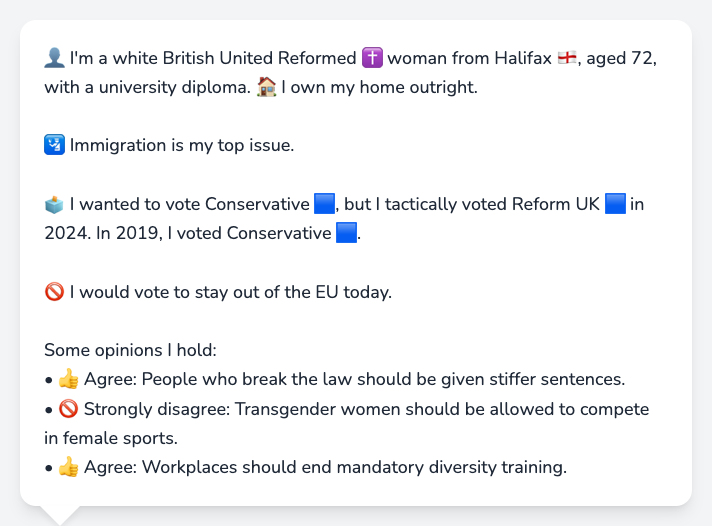 👤 I'm a white British United Reformed ✝️ woman from Halifax 🏴󠁧󠁢󠁥󠁮󠁧󠁿, aged 72,
with a university diploma. 🏠 I own my home outright.
🛂 Immigration is my top issue.
🗳️ I wanted to vote Conservative 🟦, but I tactically voted Reform UK 🟦 in
2024. In 2019, I voted Conservative 🟦.
🚫 I would vote to stay out of the EU today.
Some opinions I hold:
• 👍 Agree: People who break the law should be given stiffer sentences.
• 🚫 Strongly disagree: Transgender women should be allowed to compete
in female sports.
• 👍 Agree: Workplaces should end mandatory diversity training.